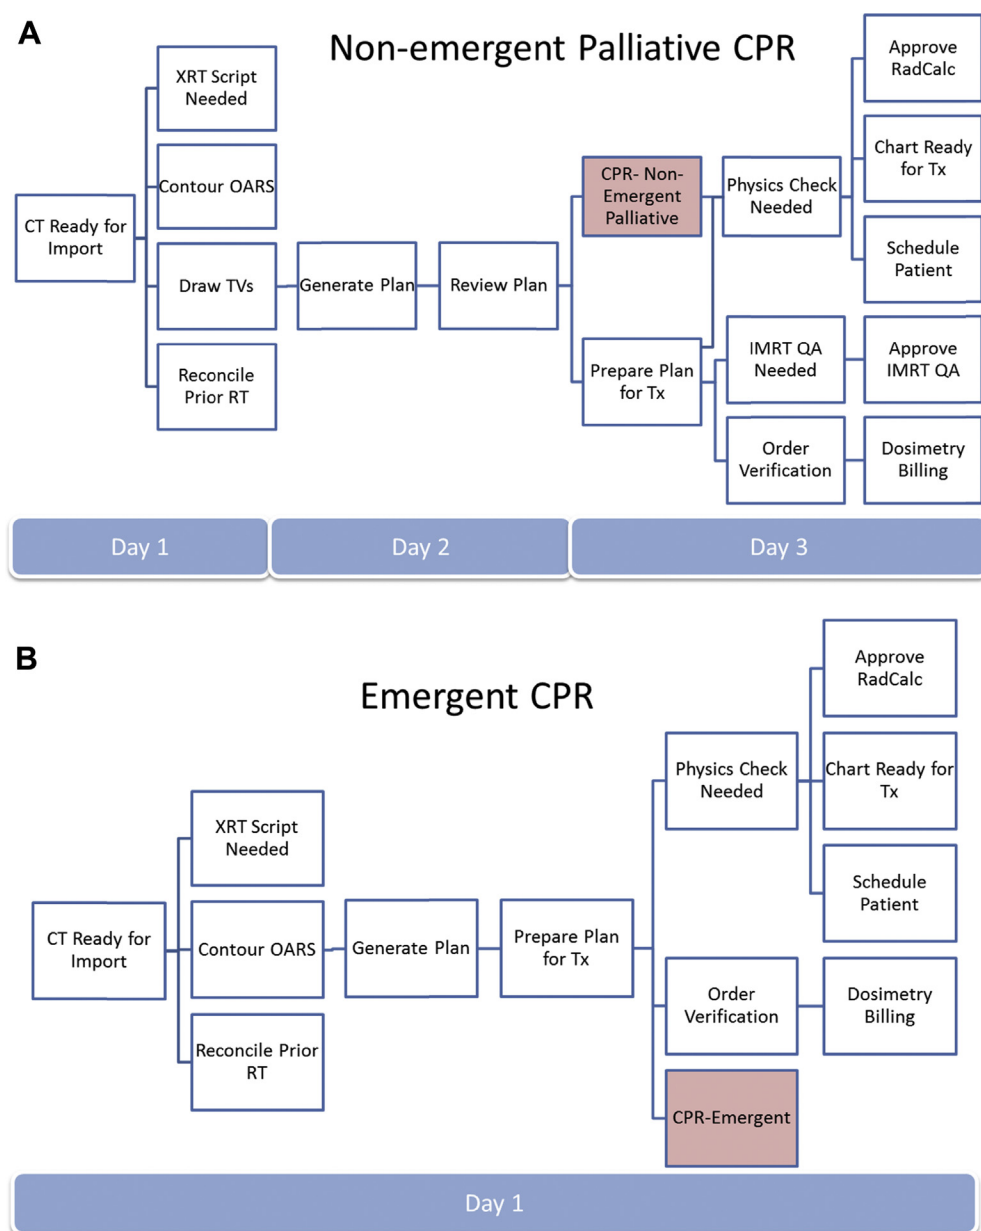 A
Non-emergent Palliative CPR
CT Ready for
Import
XRT Script
Needed
Contour OARS
Draw TVs
Reconcile
Prior RT
Generate Plan
Review Plan
CPR- Non-
Emergent
Palliative
Prepare Plan
for Tx
Physics Check
Needed
IMRT QA
Needed
Order
Verification
Approve
RadCalc
Chart Ready
for Tx
Schedule
Patient
Approve
IMRT QA
Dosimetry
Billing
Day 1
Day 2
Day 3
B
Emergent CPR
CT Ready for
Import
XRT Script
Needed
Contour OARS
Reconcile Prior
RT
Generate Plan
Prepare Plan
for Tx
Physics Check
Needed
Order
Verification
CPR-Emergent
Approve
RadCalc
Chart Ready for
Tx
Schedule
Patient
Dosimetry
Billing
Day 1